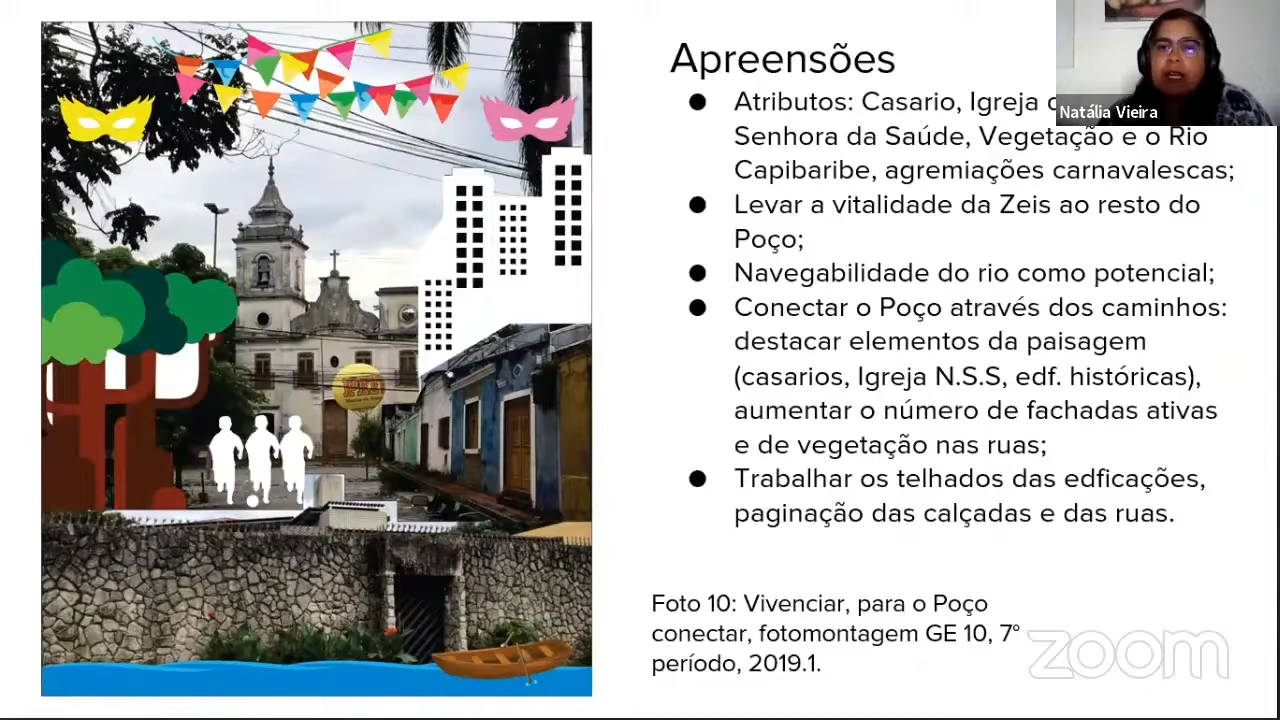 Apreensões
● Atributos: Casario, Igreja
Senhora da Saúde, Vegetação e o Rio
Capibaribe, agremiações carnavalescas;
● Levar a vitalidade da Zeis ao resto do
Poço;
● Navegabilidade do rio como potencial;
● Conectar o Poço através dos caminhos:
destacar elementos da paisagem
(casarios, Igreja N.S.S, edf. históricas),
aumentar o número de fachadas ativas
e de vegetação nas ruas;
● Trabalhar os telhados das edficações,
paginação das calçadas e das ruas.
Foto 10: Vivenciar, para o Poço
conectar, fotomontagem GE 10, 7°
período, 2019.1.
Natália Vieira
zoom